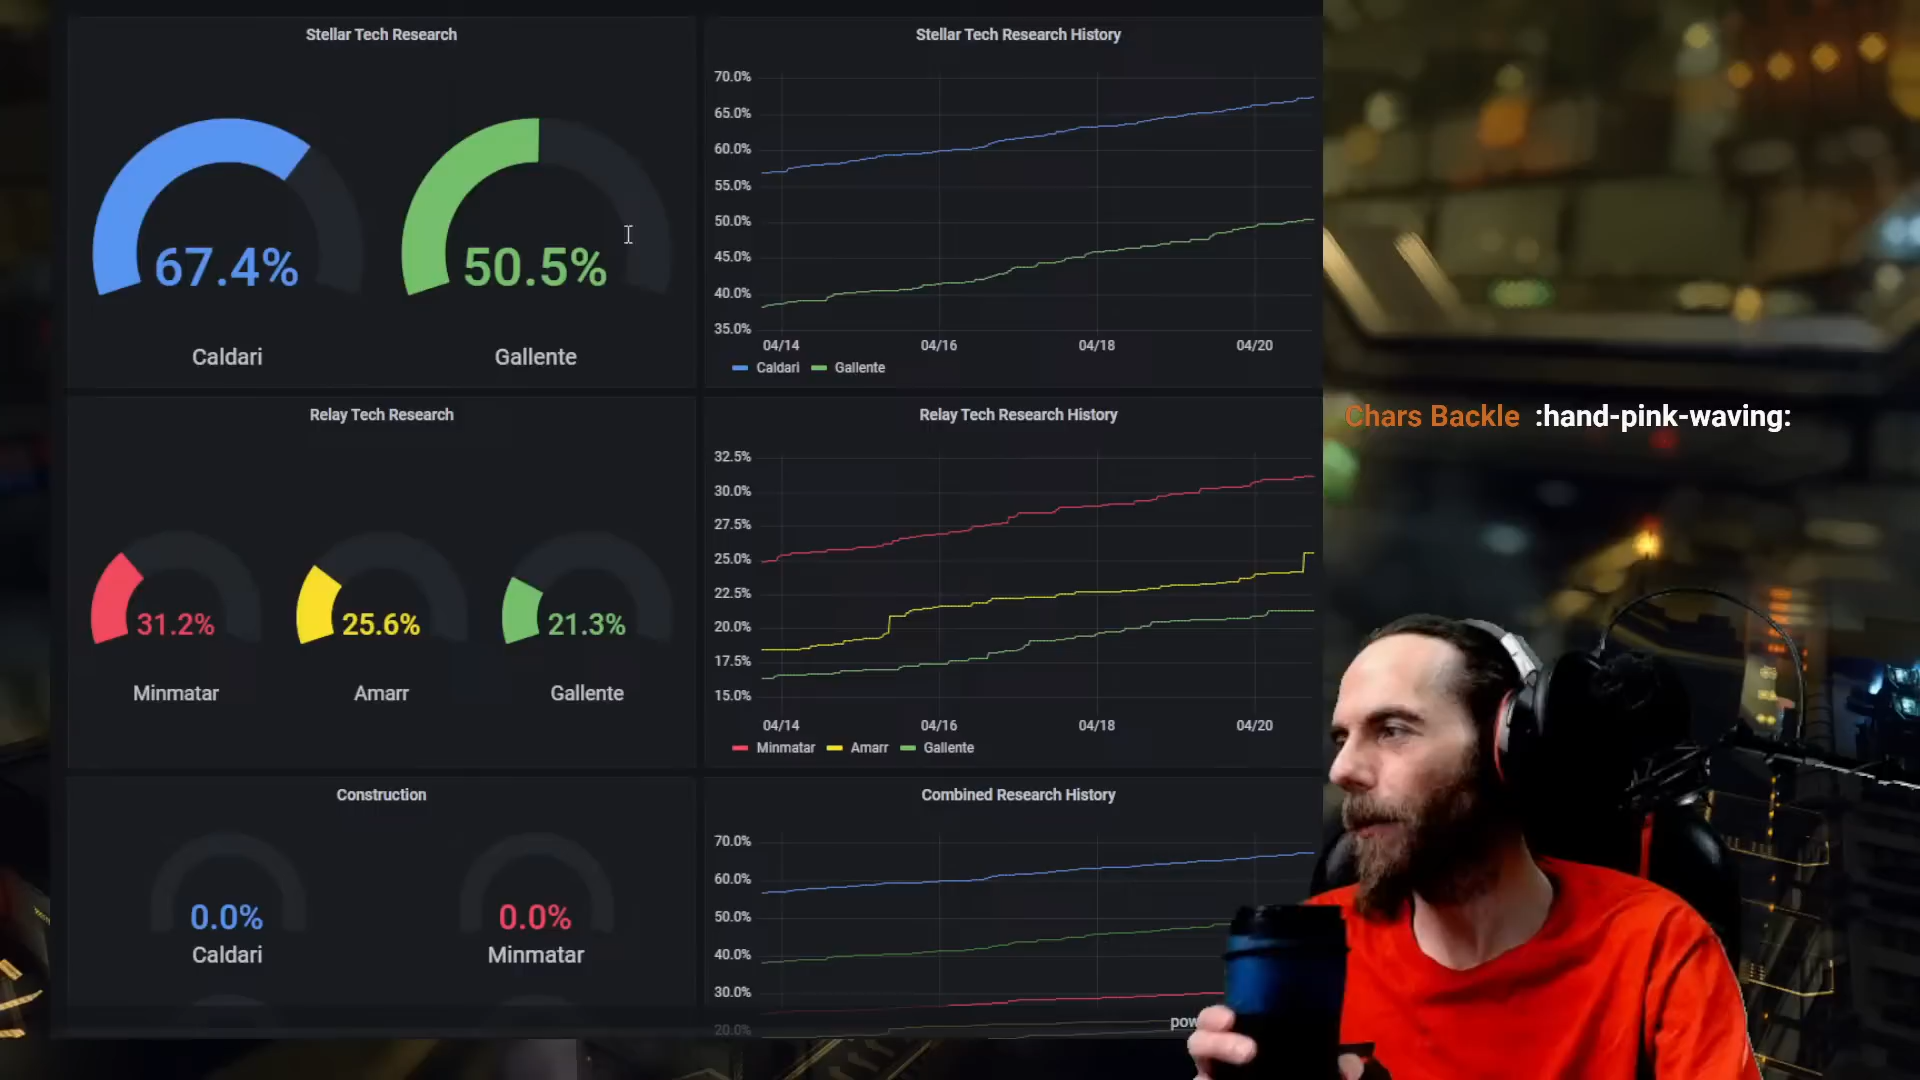 Stellar Tech Research
67.4%
Caldari
50.5%
Gallente
Stellar Tech Research History
70.0%
65.0%
60.0%
55.0%
50.0%
45.0%
40.0%
35.0%
04/14 04/16 04/18 04/20
Caldari Gallente
Relay Tech Research
31.2%
Minmatar
25.6%
Amarr
21.3%
Gallente
Relay Tech Research History
32.5%
30.0%
27.5%
25.0%
22.5%
20.0%
17.5%
15.0%
04/14 04/16 04/18 04/20
Minmatar Amarr Gallente
Construction
0.0%
Caldari
0.0%
Minmatar
Combined Research History
70.0%
60.0%
50.0%
40.0%
30.0%
20.0%
Chars Backle :hand-pink-waving: